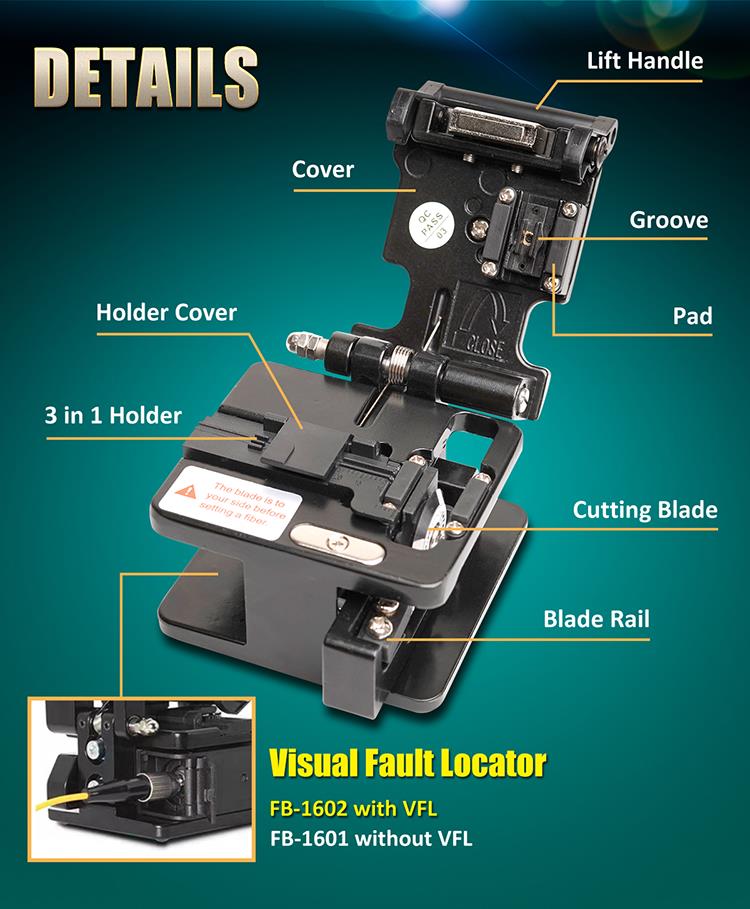 DETAILS
Lift Handle
Cover
QC
PASS
03
Groove
Holder Cover
Pad
CLOSE
3 in 1 Holder
The blade is to
your side before
setting a fiber.
Cutting Blade
Blade Rail
Visual Fault Locator
FB-1602 with VFL
FB-1601 without VFL